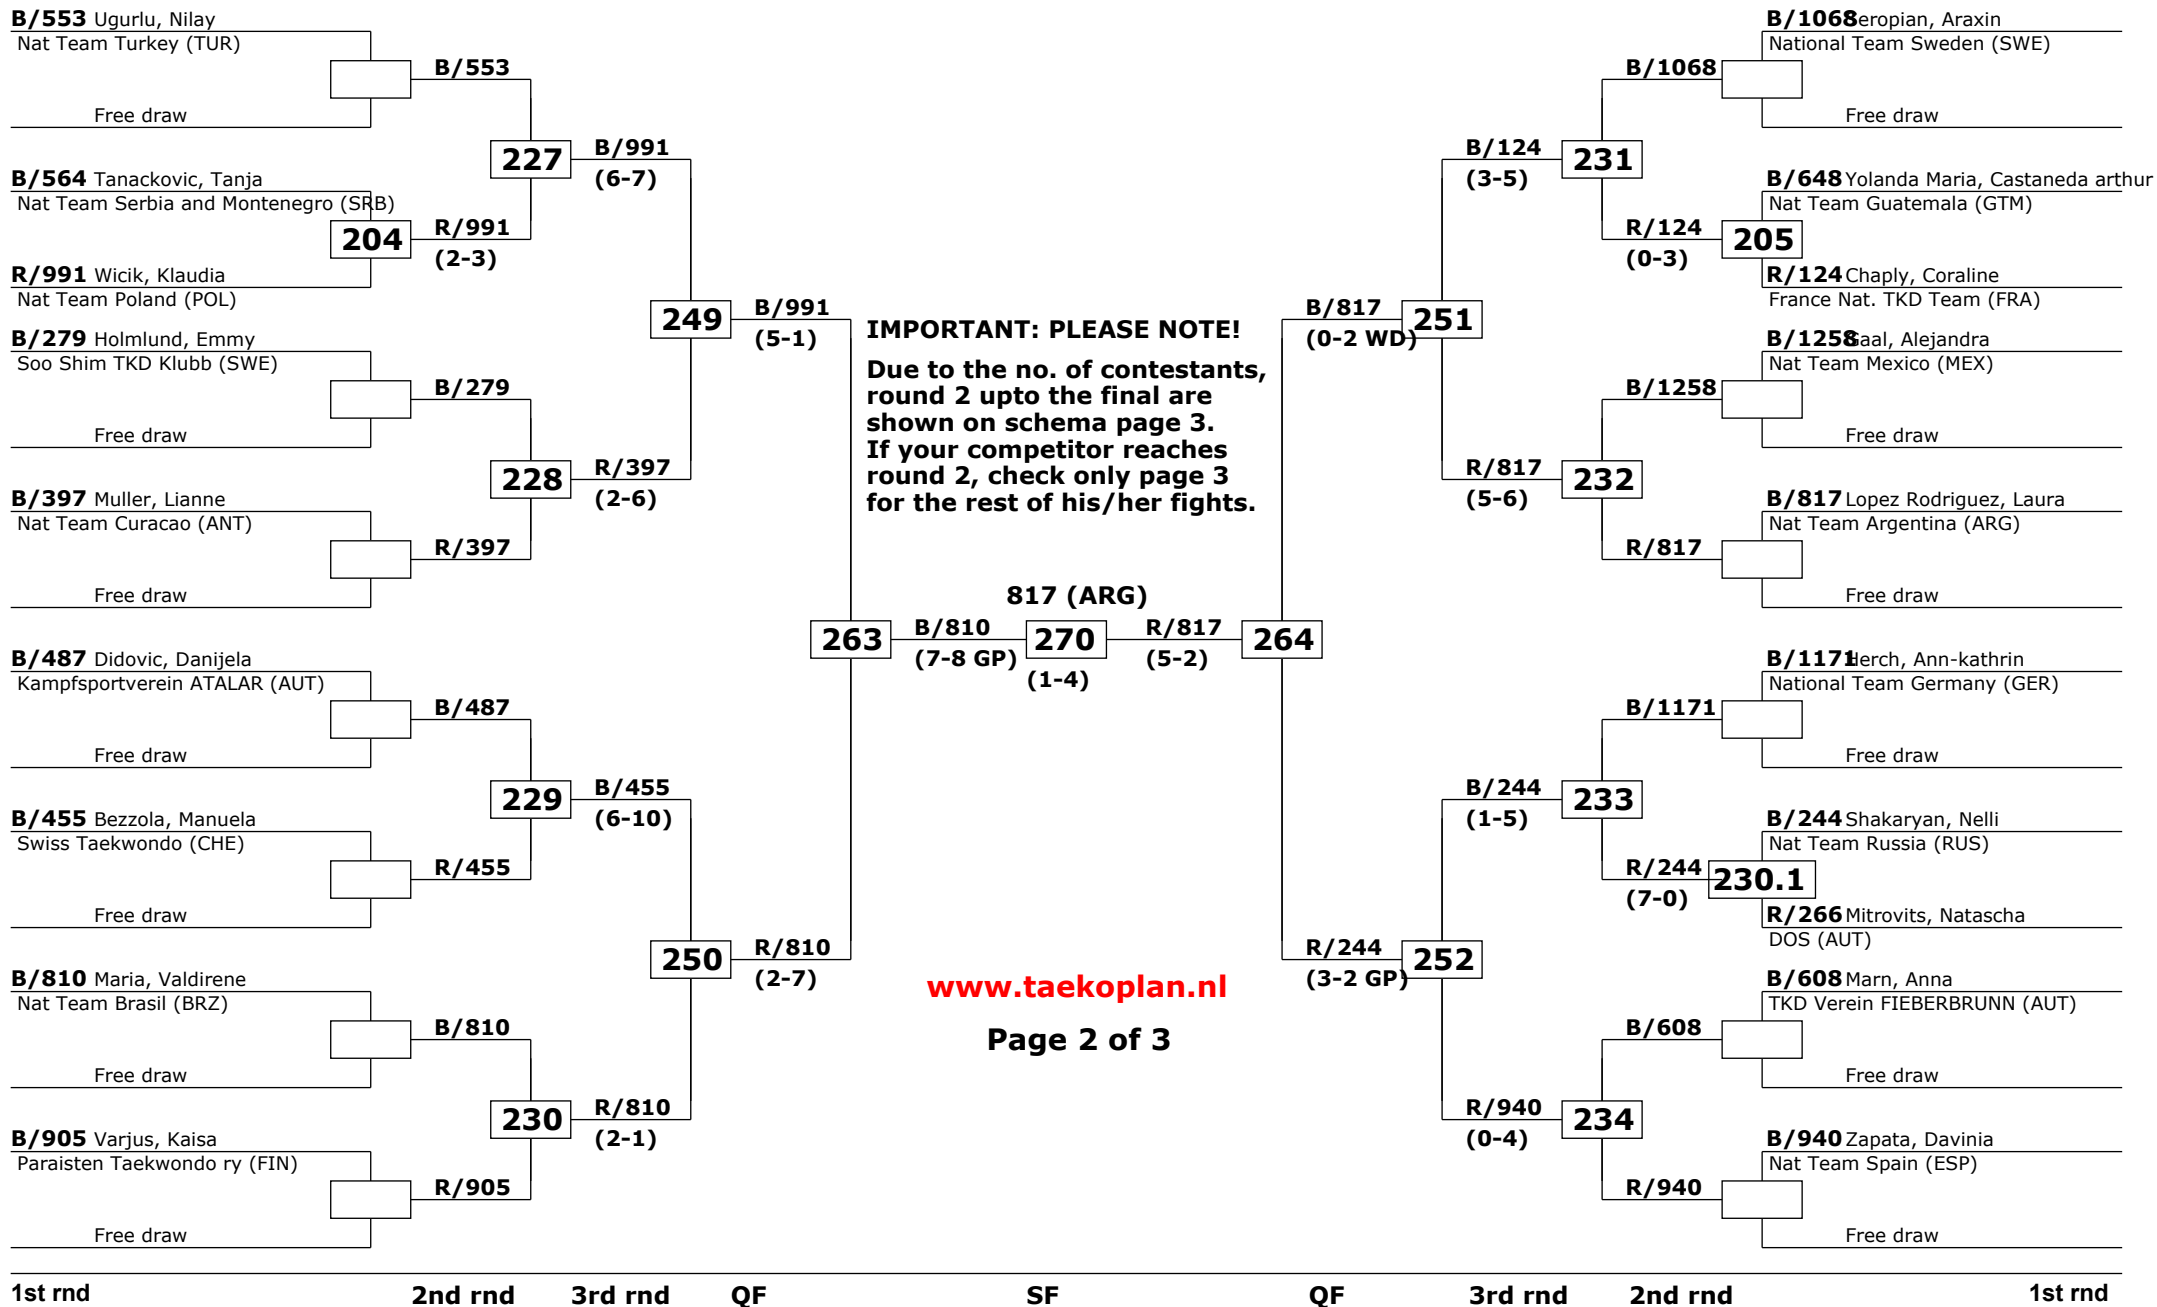 B/553 Ugurlu, Nilay
Nat Team Turkey (TUR)
Free draw
B/553
B/564 Tanackovic, Tanja
Nat Team Serbia and Montenegro (SRB)
204
R/991
(2-3)
R/991 Wicik, Klaudia
Nat Team Poland (POL)
227
B/991
(6-7)
B/279 Holmlund, Emmy
Soo Shim TKD Klubb (SWE)
Free draw
B/279
B/397 Muller, Lianne
Nat Team Curacao (ANT)
Free draw
R/397
228
R/397
(2-6)
249
B/991
(5-1)
B/487 Didovic, Danijela
Kampfsportverein ATALAR (AUT)
Free draw
B/487
B/455 Bezzola, Manuela
Swiss Taekwondo (CHE)
Free draw
R/455
229
B/455
(6-10)
B/810 Maria, Valdirene
Nat Team Brasil (BRZ)
Free draw
B/810
B/905 Varjus, Kaisa
Paraisten Taekwondo ry (FIN)
Free draw
R/905
230
R/810
(2-1)
250
R/810
(2-7)
263
B/810
(7-8 GP)
IMPORTANT: PLEASE NOTE!
Due to the no. of contestants,
round 2 upto the final are
shown on schema page 3.
If your competitor reaches
round 2, check only page 3
for the rest of his/her fights.
817 (ARG)
270
(1-4)
R/817
(5-2)
264
www.taekoplan.nl
Page 2 of 3
B/817
(0-2 WD)
251
B/124
(3-5)
231
B/1068
B/1068 eropian, Araxin
National Team Sweden (SWE)
Free draw
R/124
(0-3)
205
B/648 Yolanda Maria, Castaneda arthur
Nat Team Guatemala (GTM)
R/124 Chaply, Coraline
France Nat. TKD Team (FRA)
R/817
(5-6)
232
B/1258
B/1258 Gaal, Alejandra
Nat Team Mexico (MEX)
Free draw
R/817
B/817 Lopez Rodriguez, Laura
Nat Team Argentina (ARG)
Free draw
R/244
(3-2 GP)
252
B/244
(1-5)
233
B/1171
B/1171 Herch, Ann-kathrin
National Team Germany (GER)
Free draw
R/244
(7-0)
230.1
B/244 Shakaryan, Nelli
Nat Team Russia (RUS)
R/266 Mitrovits, Natascha
DOS (AUT)
R/940
(0-4)
234
B/608
B/608 Marn, Anna
TKD Verein FIEBERBRUNN (AUT)
Free draw
R/940
B/940 Zapata, Davinia
Nat Team Spain (ESP)
Free draw
1st rnd 2nd rnd 3rd rnd QF SF QF 3rd rnd 2nd rnd 1st rnd